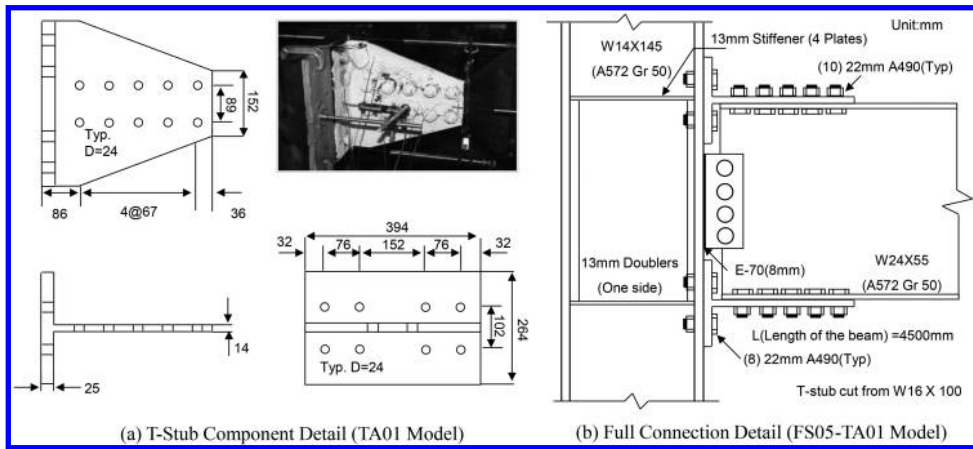 152
89
Typ.
D=24
86
4@67
36
14
25
394
32
76
152
76
32
102
264
Typ. D=24
(a) T-Stub Component Detail (TA01 Model)
Unit:mm
W14X145
(A572 Gr 50)
13mm Stiffener (4 Plates)
(10) 22mm A490(Typ)
E-70(8mm)
13mm Doublers
(One side)
W24X55
(A572 Gr 50)
L(Length of the beam) =4500mm
(8) 22mm A490(Typ)
T-stub cut from W16 X 100
(b) Full Connection Detail (FS05-TA01 Model)